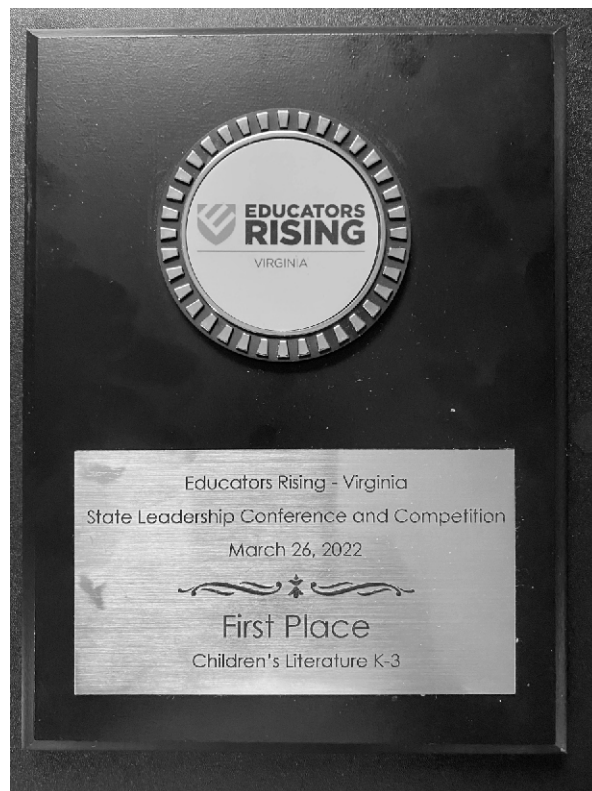 EDUCATORS
RISING
VIRGINIA
Educators Rising - Virginia
State Leadership Conference and Competition
March 26, 2022
First Place
Children's Literature K-3